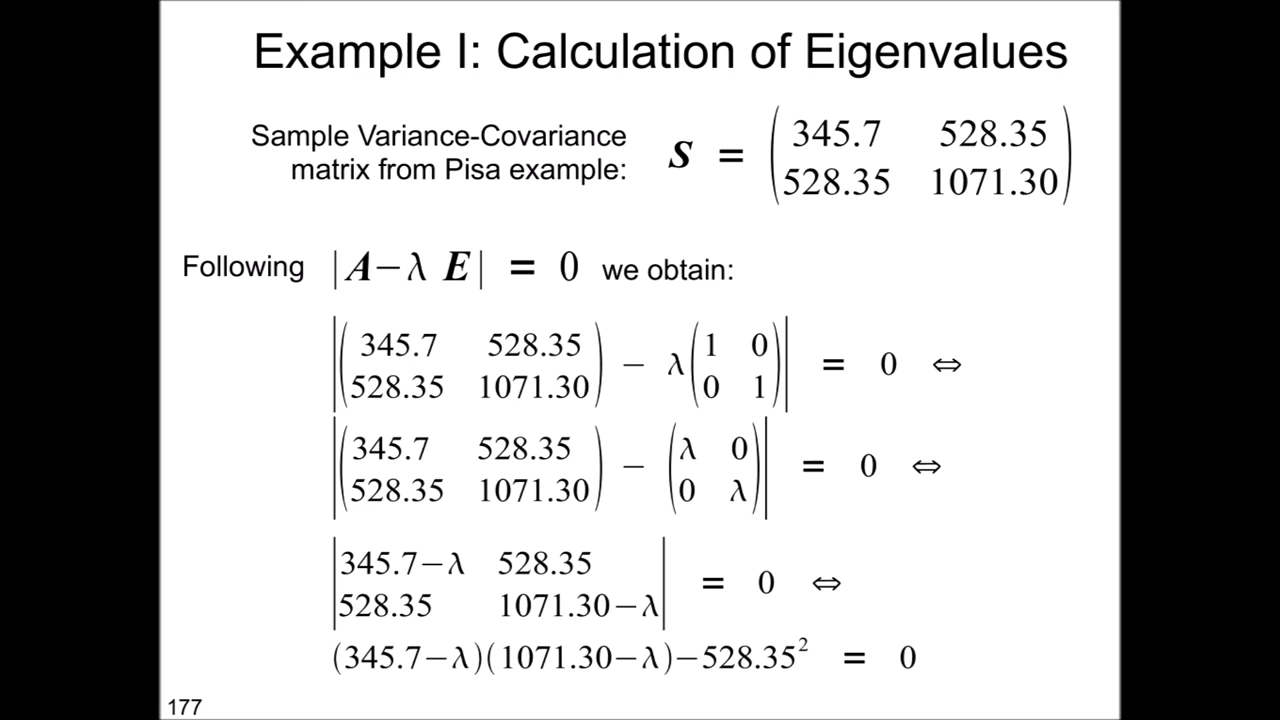 Example I: Calculation of Eigenvalues
Sample Variance-Covariance
matrix from Pisa example:
S = (345.7 528.35
528.35 1071.30)
Following |A−λ E| = 0 we obtain:
|(345.7 528.35
528.35 1071.30) − λ(1 0
0 1)| = 0 ⇔
|(345.7 528.35
528.35 1071.30) − (λ 0
0 λ)| = 0 ⇔
|345.7−λ 528.35
528.35 1071.30−λ| = 0 ⇔
(345.7−λ)(1071.30−λ)−528.35² = 0
177